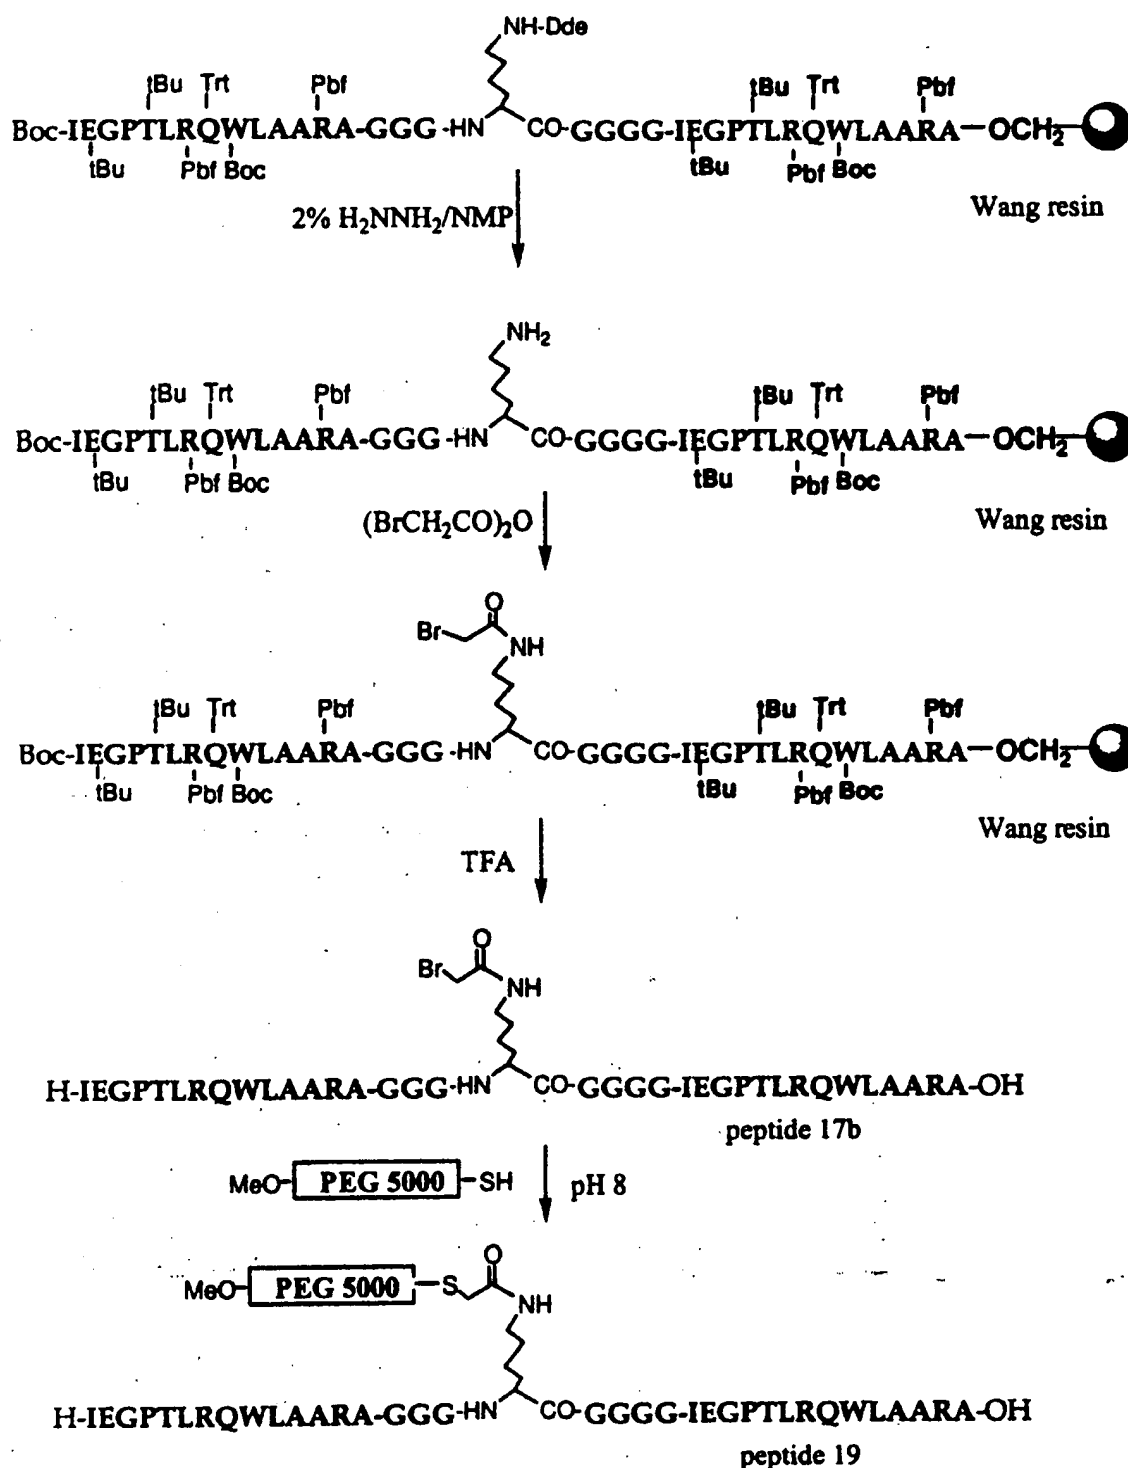 NH-Dde
tBu Trt Pbf tBu Trt Pbf
Boc-IEGPTLRQWLAARA-GGG-HN CO-GGGG-IEGPTLRQWLAARA-OCH2
tBu Pbf Boc tBu Pbf Boc
Wang resin
2% H2NNH2/NMP
NH2
tBu Trt Pbf tBu Trt Pbf
Boc-IEGPTLRQWLAARA-GGG-HN CO-GGGG-IEGPTLRQWLAARA-OCH2
tBu Pbf Boc tBu Pbf Boc
Wang resin
(BrCH2CO)2O
O
Br NH
tBu Trt Pbf tBu Trt Pbf
Boc-IEGPTLRQWLAARA-GGG-HN CO-GGGG-IEGPTLRQWLAARA-OCH2
tBu Pbf Boc tBu Pbf Boc
Wang resin
TFA
O
Br NH
H-IEGPTLRQWLAARA-GGG-HN CO-GGGG-IEGPTLRQWLAARA-OH
peptide 17b
MeO-PEG 5000-SH pH 8
O
MeO-PEG 5000-S NH
H-IEGPTLRQWLAARA-GGG-HN CO-GGGG-IEGPTLRQWLAARA-OH
peptide 19